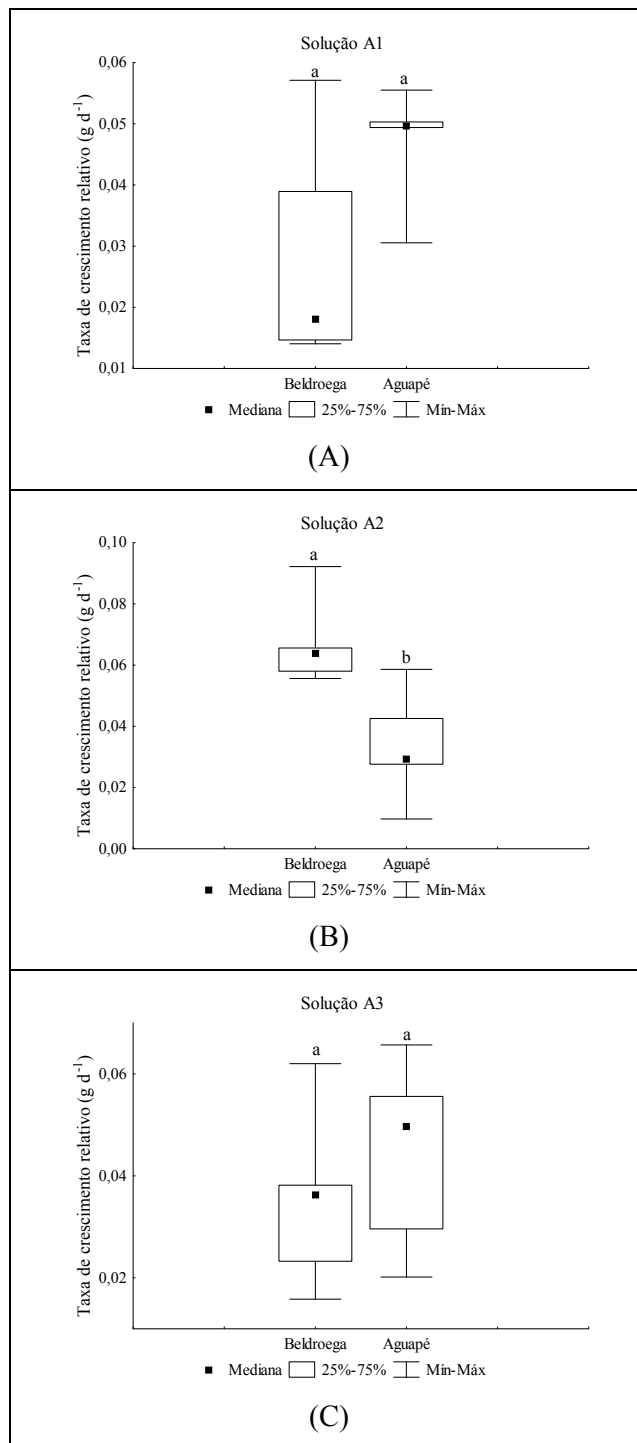 Solução A1
Taxa de crescimento relativo (g d⁻¹)
0,06
0,05
0,04
0,03
0,02
0,01
a a
Beldroega Aguapé
Mediana 25%-75% Mín-Máx
(A)
Solução A2
Taxa de crescimento relativo (g d⁻¹)
0,10
0,08
0,06
0,04
0,02
0,00
a
b
Beldroega Aguapé
Mediana 25%-75% Mín-Máx
(B)
Solução A3
Taxa de crescimento relativo (g d⁻¹)
0,06
0,04
0,02
a a
Beldroega Aguapé
Mediana 25%-75% Mín-Máx
(C)